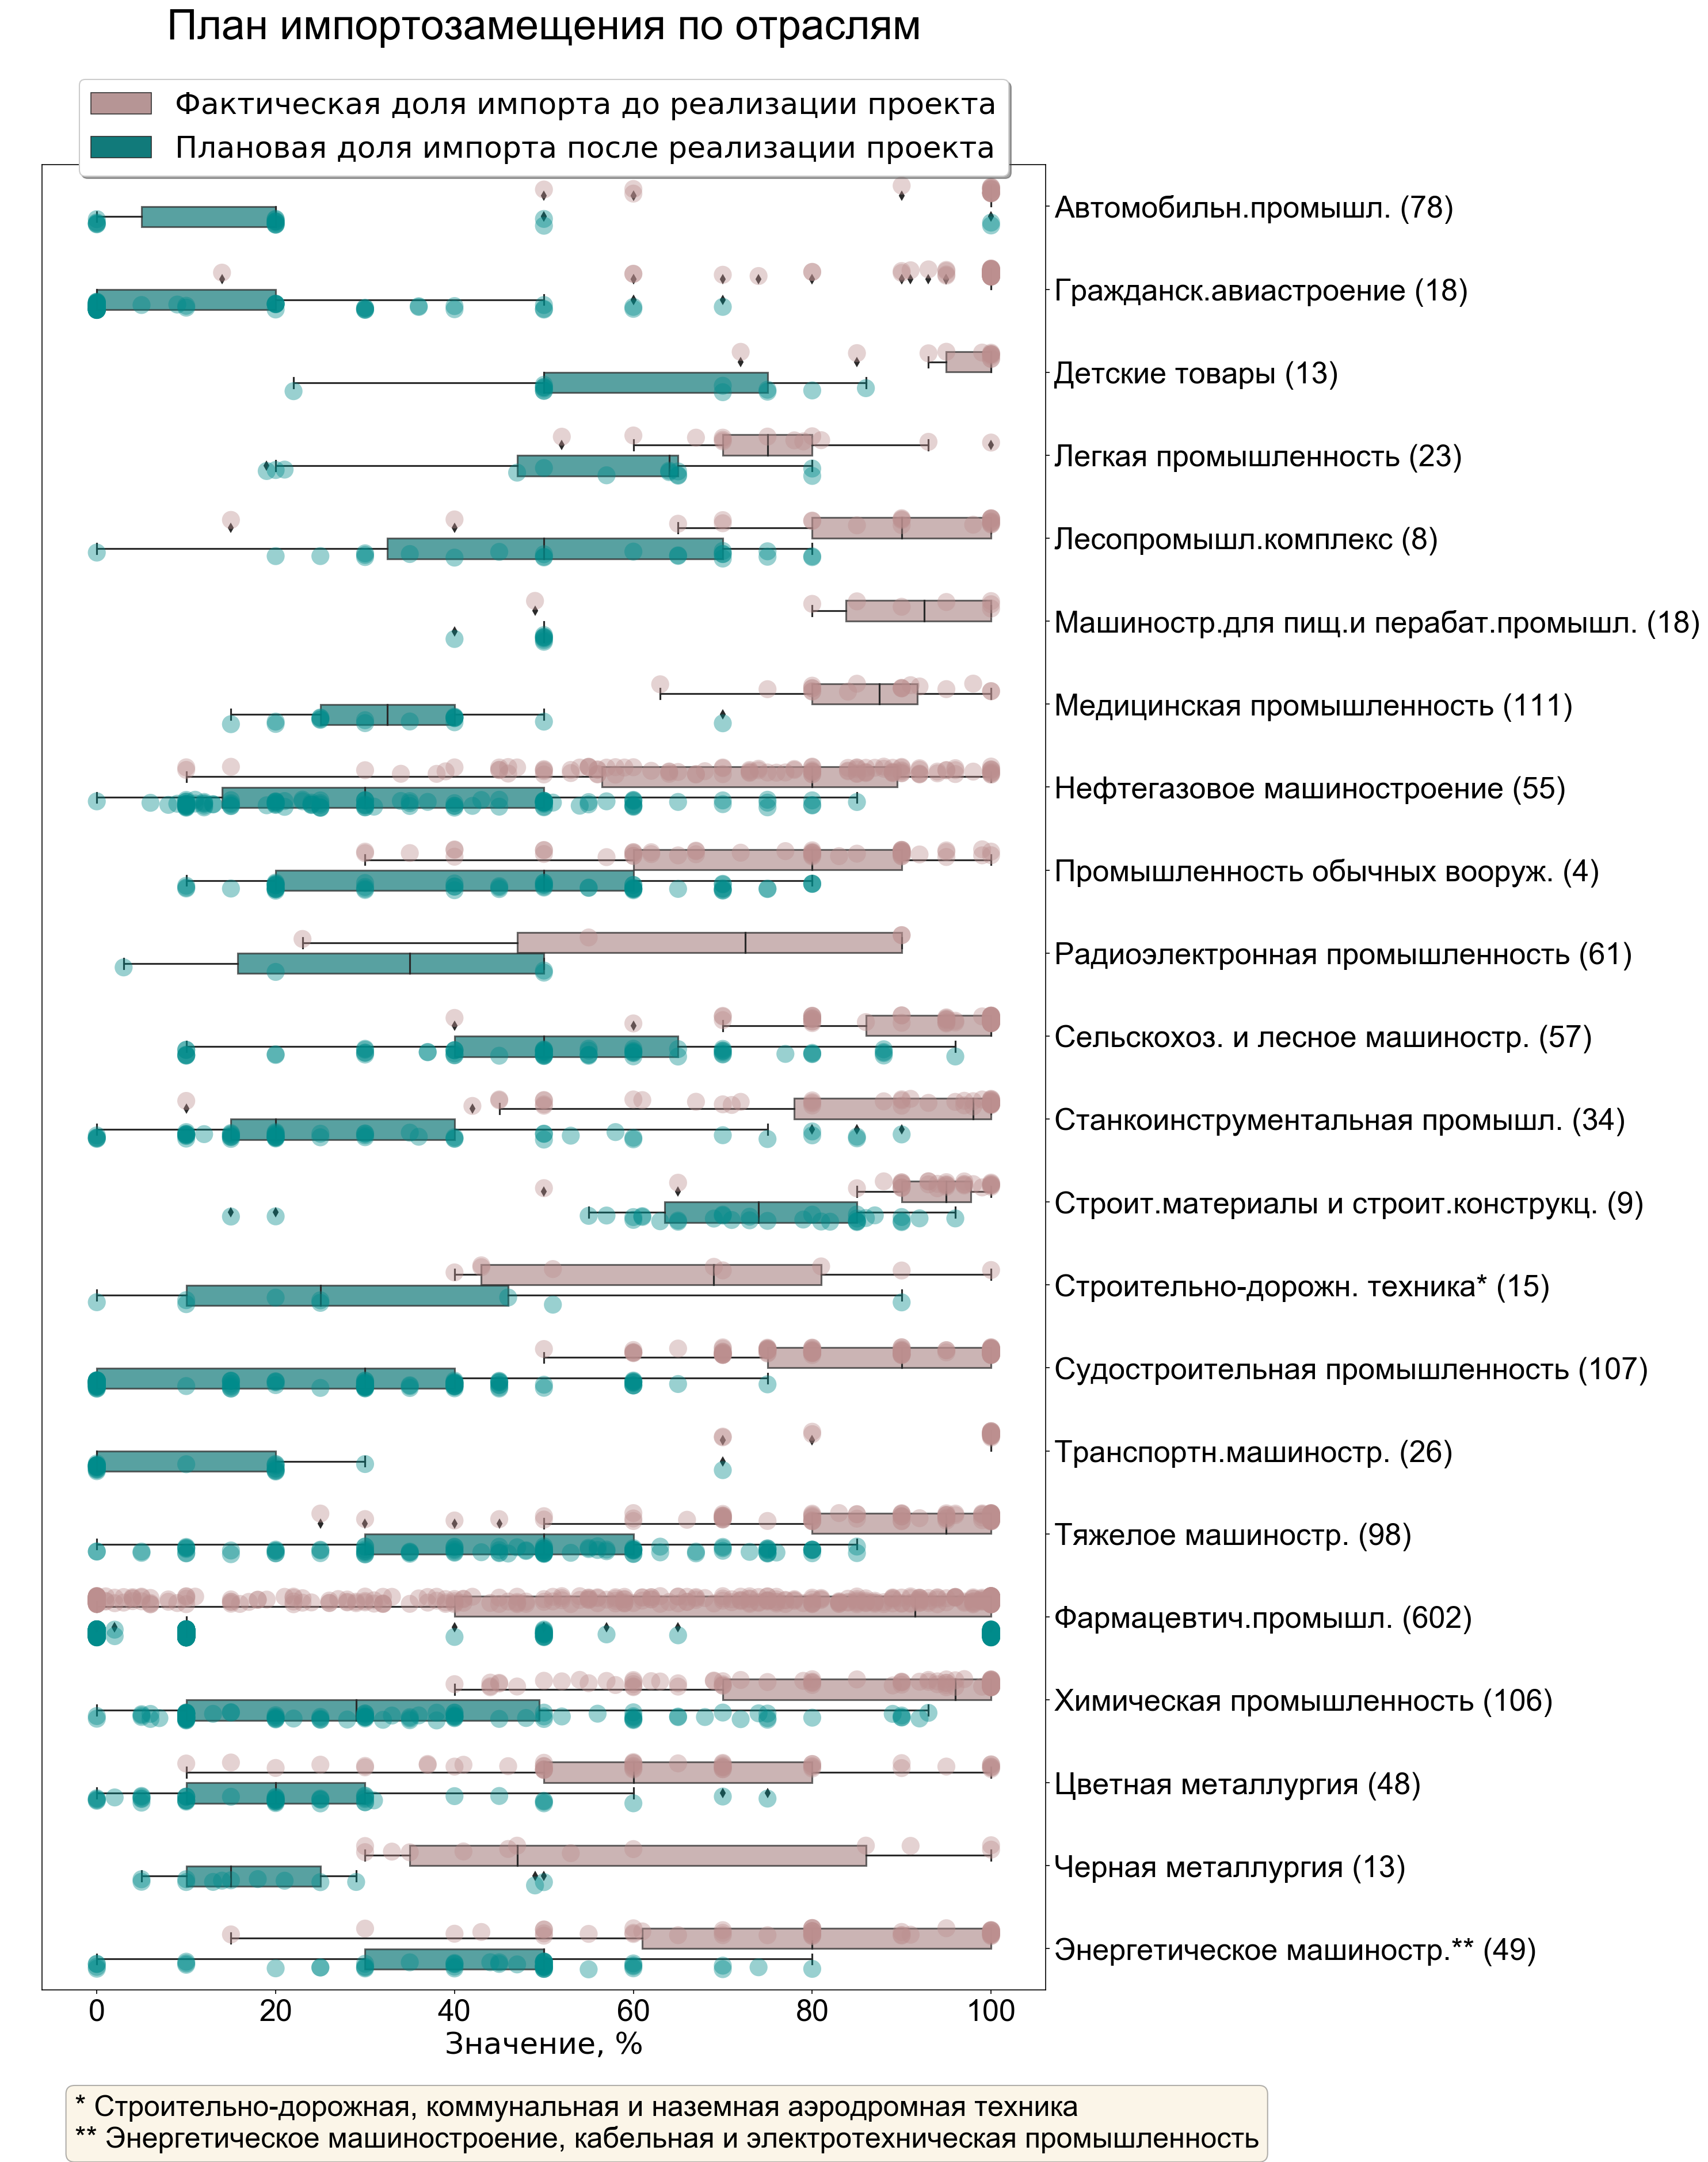 План импортозамещения по отраслям
Фактическая доля импорта до реализации проекта
Плановая доля импорта после реализации проекта
Автомобильн.промышл. (78)
Гражданск.авиастроение (18)
Детские товары (13)
Легкая промышленность (23)
Лесопромышл.комплекс (8)
Машиностр.для пищ.и перабат.промышл. (18)
Медицинская промышленность (111)
Нефтегазовое машиностроение (55)
Промышленность обычных вооруж. (4)
Радиоэлектронная промышленность (61)
Сельскохоз. и лесное машиностр. (57)
Станкоинструментальная промышл. (34)
Строит.материалы и строит.конструкц. (9)
Строительно-дорожн. техника* (15)
Судостроительная промышленность (107)
Транспортн.машиностр. (26)
Тяжелое машиностр. (98)
Фармацевтич.промышл. (602)
Химическая промышленность (106)
Цветная металлургия (48)
Черная металлургия (13)
Энергетическое машиностр.** (49)
0 20 40 60 80 100
Значение, %
* Строительно-дорожная, коммунальная и наземная аэродромная техника
** Энергетическое машиностроение, кабельная и электротехническая промышленность